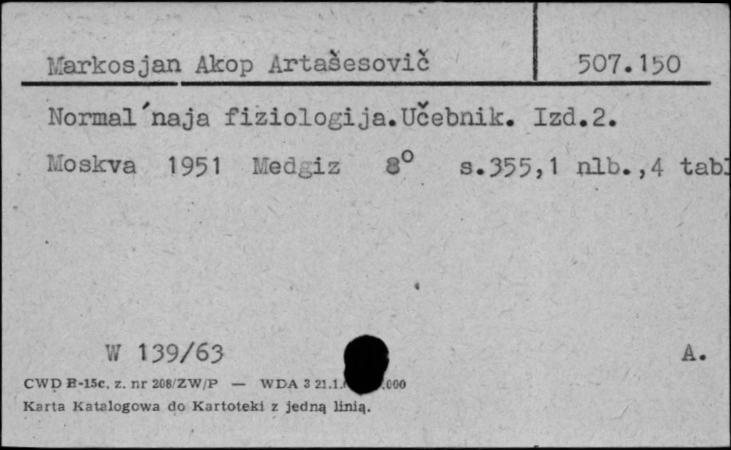 Markosjan Akop Artašesovič 507.150
Normal'naja fiziologija.Učebnik. Izd.2.
Moskva 1951 Medgiz 8° s.355,1 nlb.,4 tabl
W 139/63 A.
CWD B-15c, z. nr 208/ZW/P — WDA 3 21.1. .000
Karta Katalogowa do Kartoteki z jedną linią.